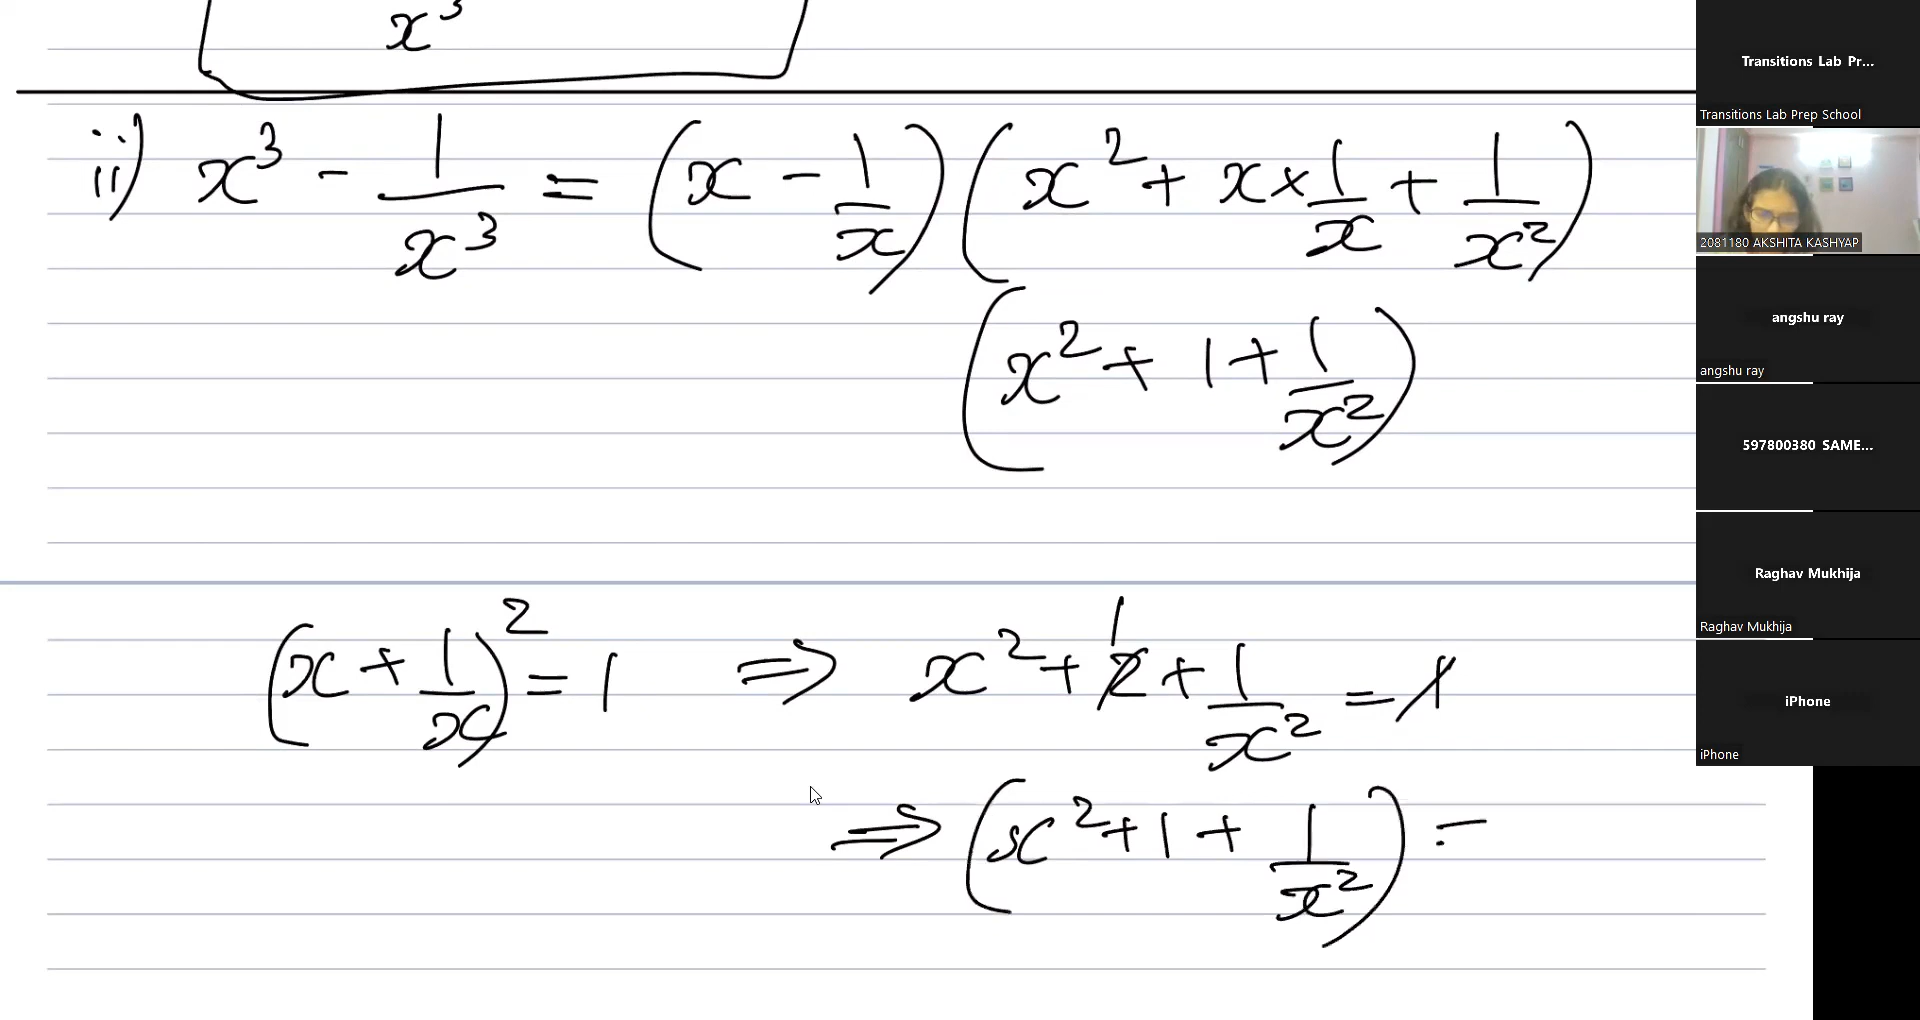 x³
ii) x³ - 1/x³ = (x - 1/x)(x² + x × 1/x + 1/x²)
(x² + 1 + 1/x²)
(x + 1/x)² = 1 ⇒ x² + 2 1 + 1/x² = 1
⇒ (x² + 1 + 1/x²) =
Transitions Lab Pr...
Transitions Lab Prep School
2081180 AKSHITA KASHYAP
angshu ray
angshu ray
597800380 SAME...
Raghav Mukhija
Raghav Mukhija
iPhone
iPhone